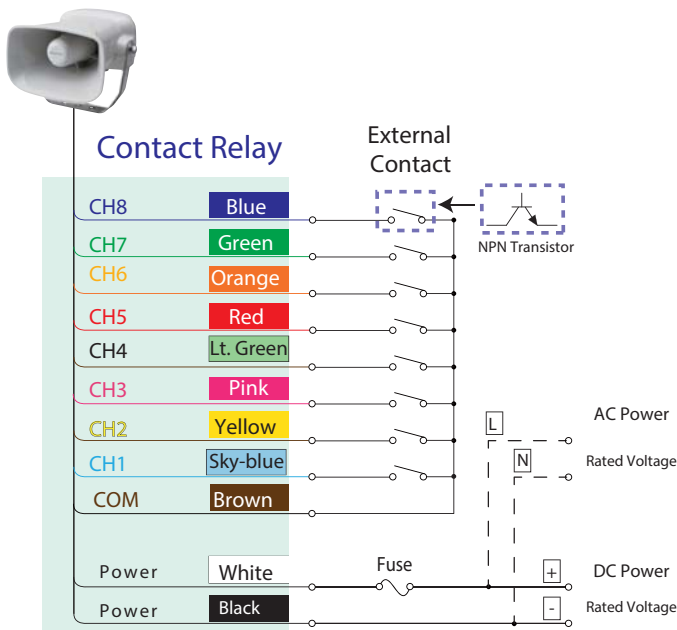 Contact Relay
External
Contact
CH8 Blue
NPN Transistor
CH7 Green
CH6 Orange
CH5 Red
CH4 Lt. Green
CH3 Pink
CH2 Yellow
CH1 Sky-blue
COM Brown
L AC Power
N Rated Voltage
Power White Fuse + DC Power
Power Black - Rated Voltage